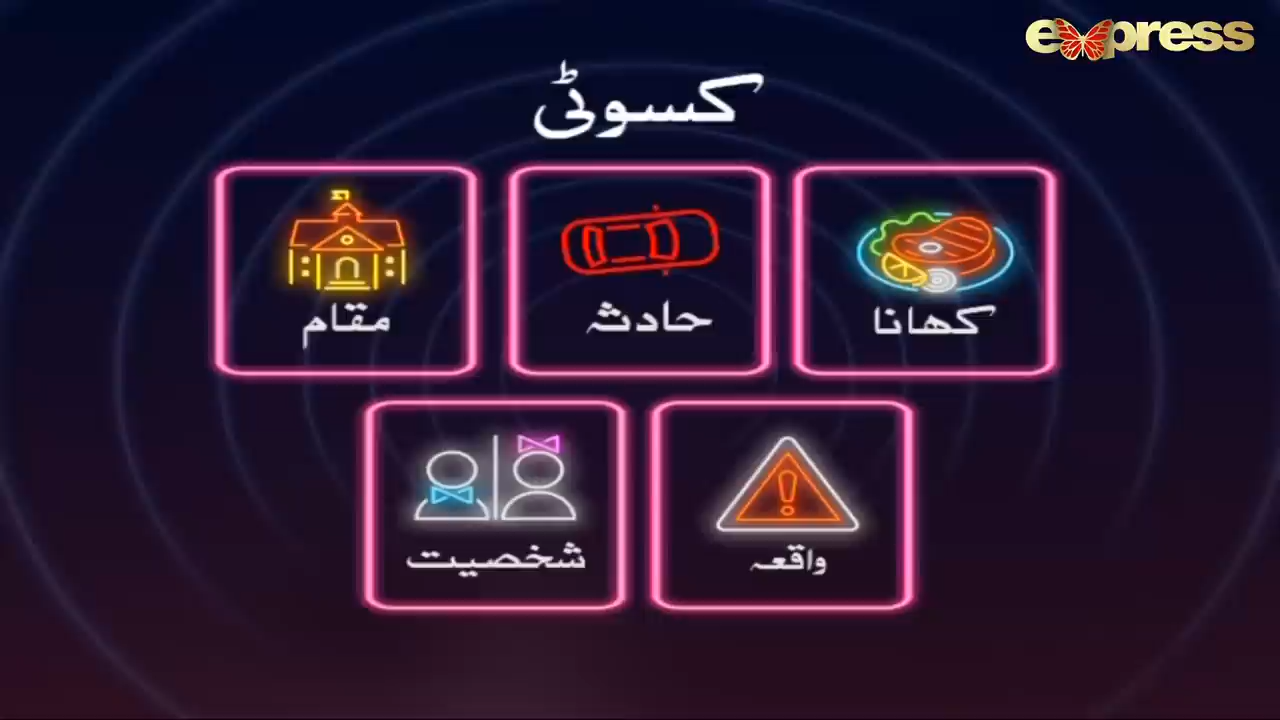 express
کسوٹی
کھانا
حادثہ
مقام
واقعہ
شخصیت